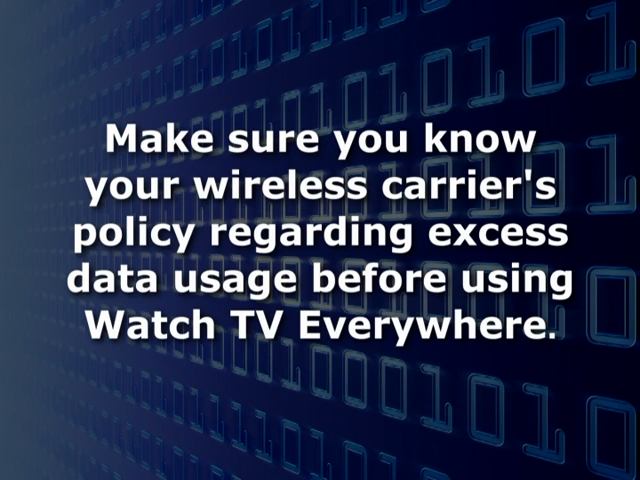 Make sure you know
your wireless carrier's
policy regarding excess
data usage before using
Watch TV Everywhere.